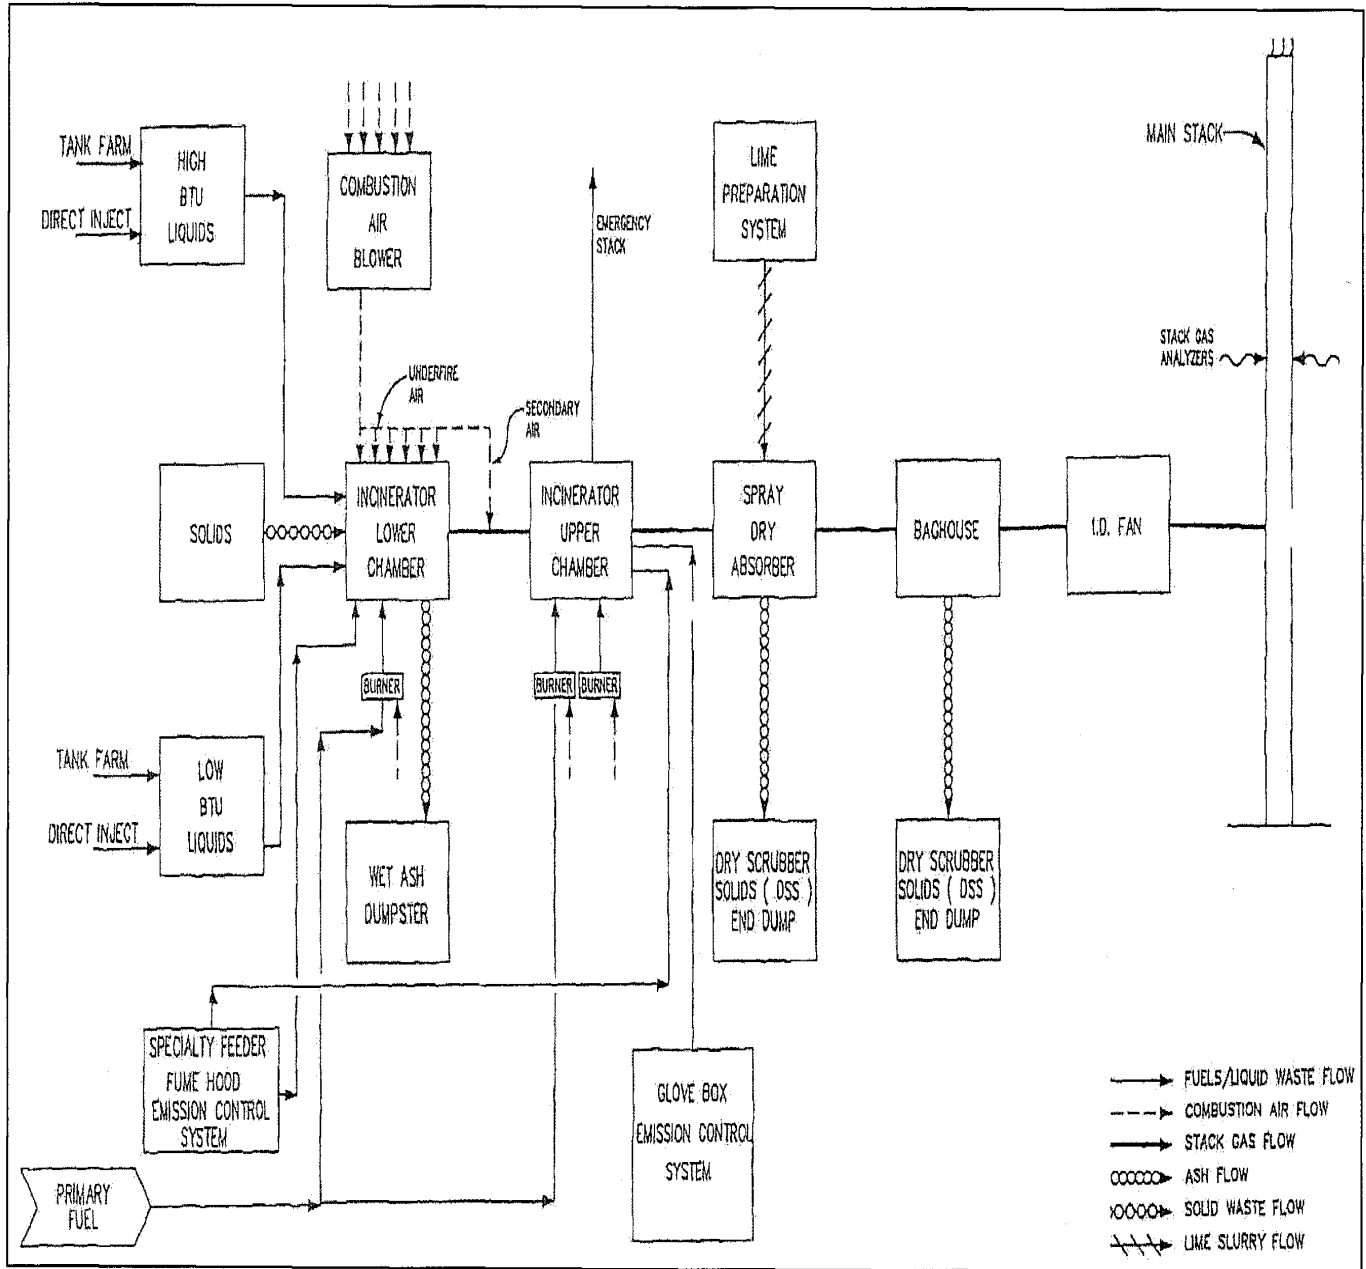 TANK FARM
DIRECT INJECT
HIGH
BTU
LIQUIDS
COMBUSTION
AIR
BLOWER
EMERGENCY
STACK
LIME
PREPARATION
SYSTEM
MAIN STACK
STACK GAS
ANALYZERS
UNDERFIRE
AIR
SECONDARY
AIR
SOLIDS
INCINERATOR
LOWER
CHAMBER
INCINERATOR
UPPER
CHAMBER
SPRAY
DRY
ABSORBER
BAGHOUSE
I.D. FAN
BURNER
BURNER
BURNER
TANK FARM
DIRECT INJECT
LOW
BTU
LIQUIDS
WET ASH
DUMPSTER
DRY SCRUBBER
SOLIDS ( DSS )
END DUMP
DRY SCRUBBER
SOLIDS ( DSS )
END DUMP
SPECIALTY FEEDER
FUME HOOD
EMISSION CONTROL
SYSTEM
GLOVE BOX
EMISSION CONTROL
SYSTEM
PRIMARY
FUEL
FUELS/LIQUID WASTE FLOW
COMBUSTION AIR FLOW
STACK GAS FLOW
ASH FLOW
SOLID WASTE FLOW
LIME SLURRY FLOW